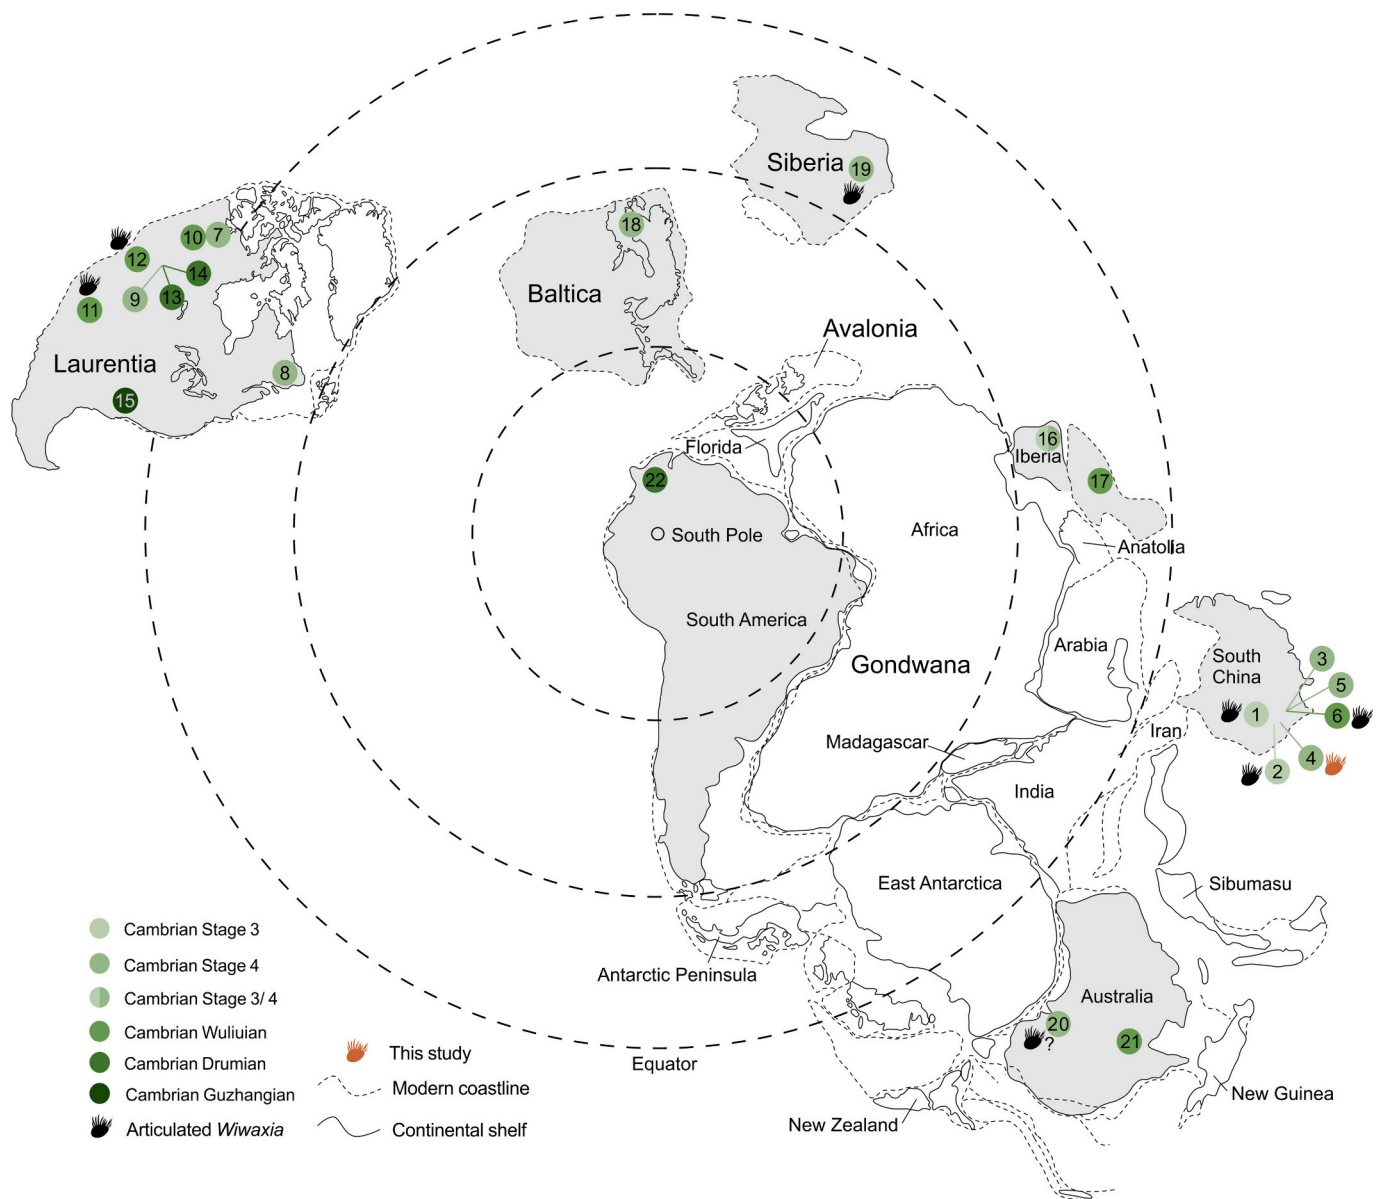 Siberia
19
18
Baltica
10
7
12
14
9
13
11
Laurentia
8
15
Avalonia
Florida
16
Iberia
17
22
South Pole
Africa
Anatolia
South America
Gondwana
Arabia
South
China
3
5
1
6
4
2
Iran
Madagascar
India
East Antarctica
Sibumasu
Antarctic Peninsula
Australia
20
?
21
Equator
New Zealand
New Guinea
Cambrian Stage 3
Cambrian Stage 4
Cambrian Stage 3/ 4
Cambrian Wuliuian
Cambrian Drumian
Cambrian Guzhangian
Articulated Wiwaxia
This study
Modern coastline
Continental shelf